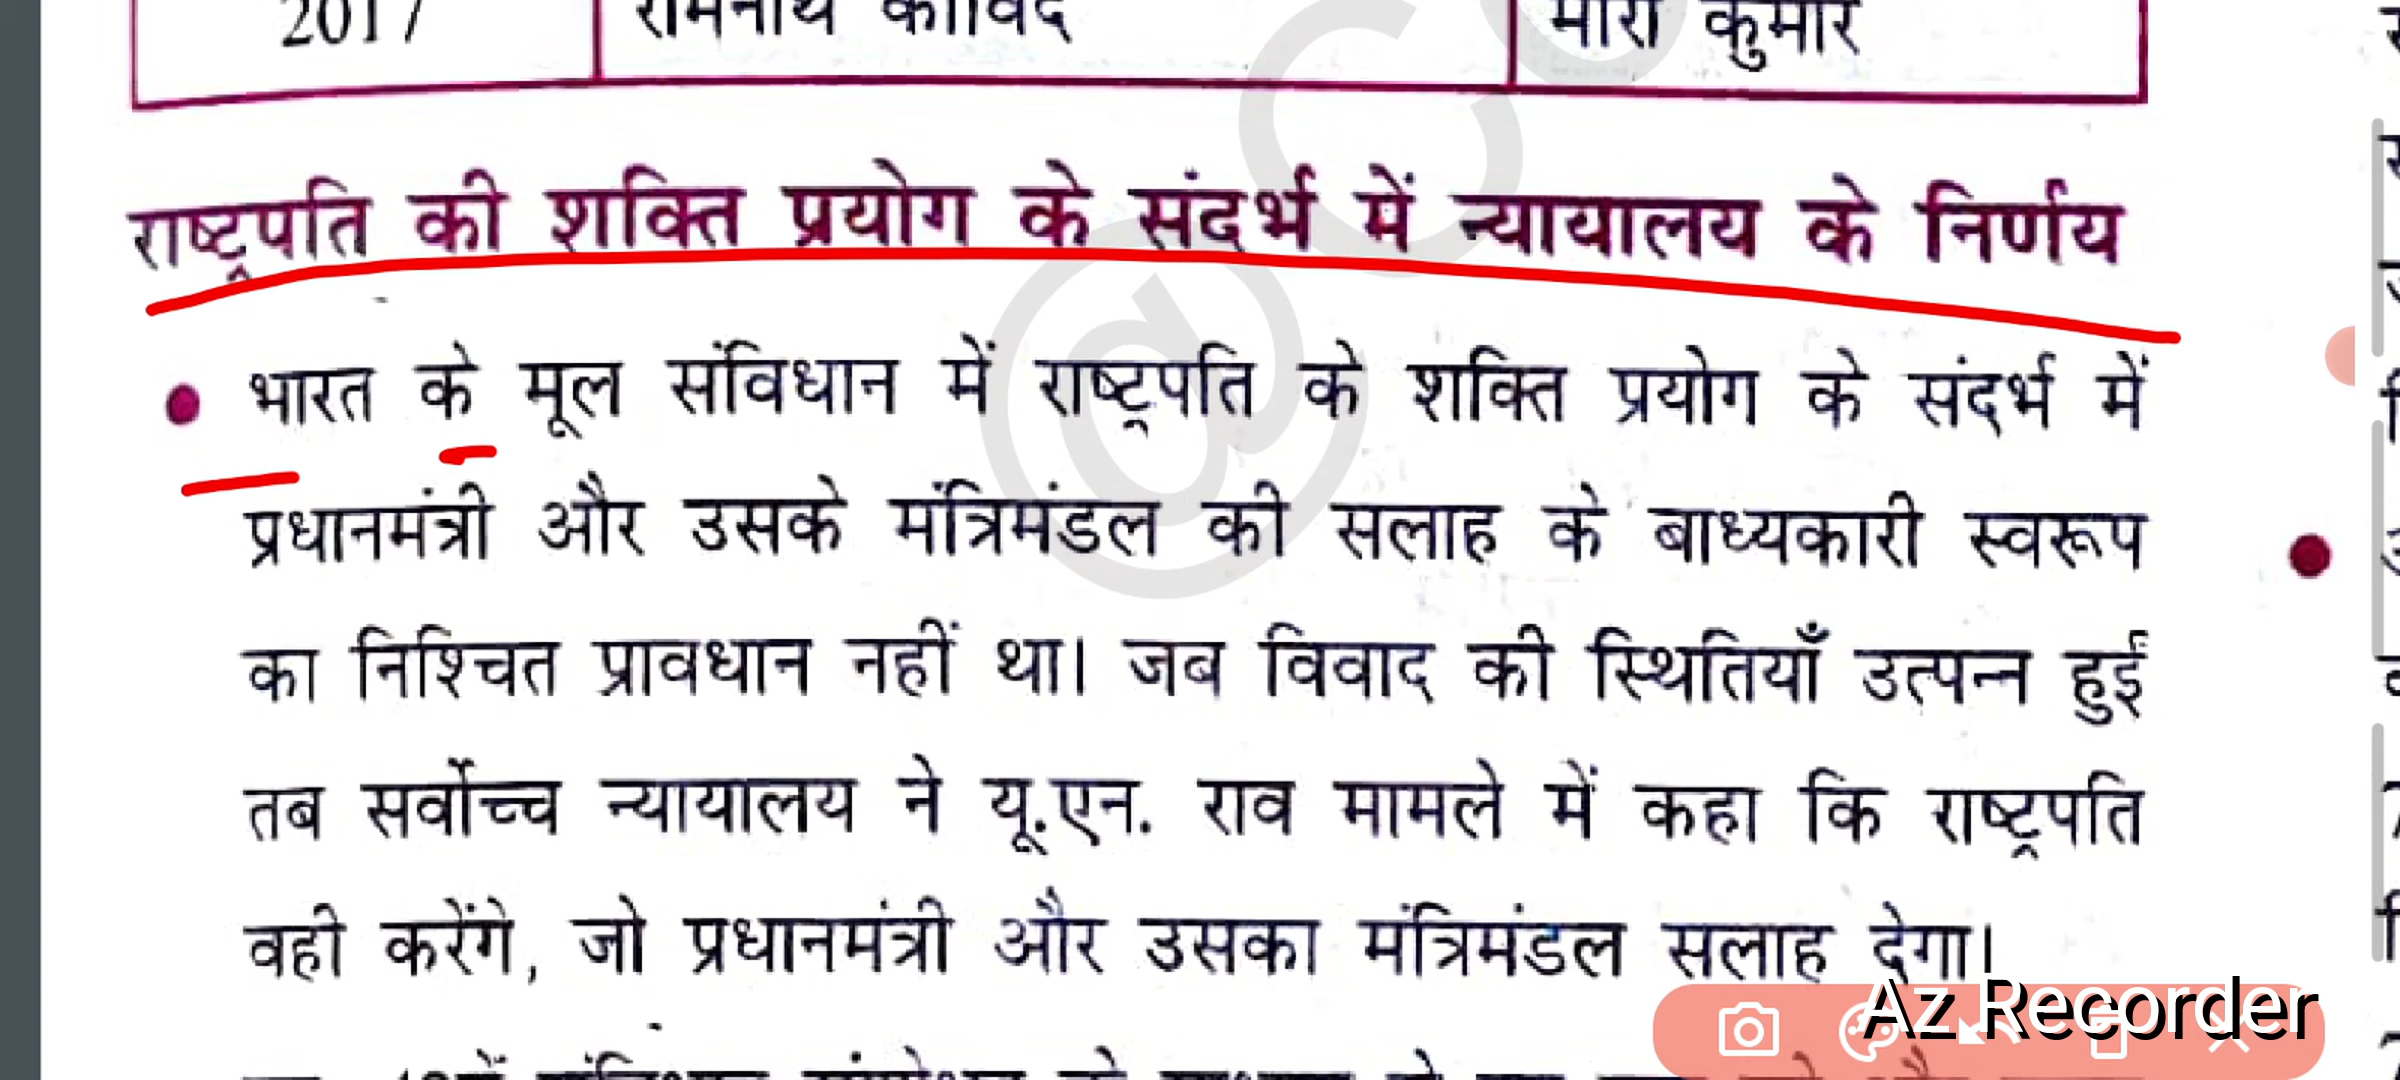 2017 रामनाथ कोविंद मीरा कुमार
राष्ट्रपति की शक्ति प्रयोग के संदर्भ में न्यायालय के निर्णय
● भारत के मूल संविधान में राष्ट्रपति के शक्ति प्रयोग के संदर्भ में
प्रधानमंत्री और उसके मंत्रिमंडल की सलाह के बाध्यकारी स्वरूप
का निश्चित प्रावधान नहीं था। जब विवाद की स्थितियाँ उत्पन्न हुईं
तब सर्वोच्च न्यायालय ने यू.एन. राव मामले में कहा कि राष्ट्रपति
वही करेंगे, जो प्रधानमंत्री और उसका मंत्रिमंडल सलाह देगा।
Az Recorder